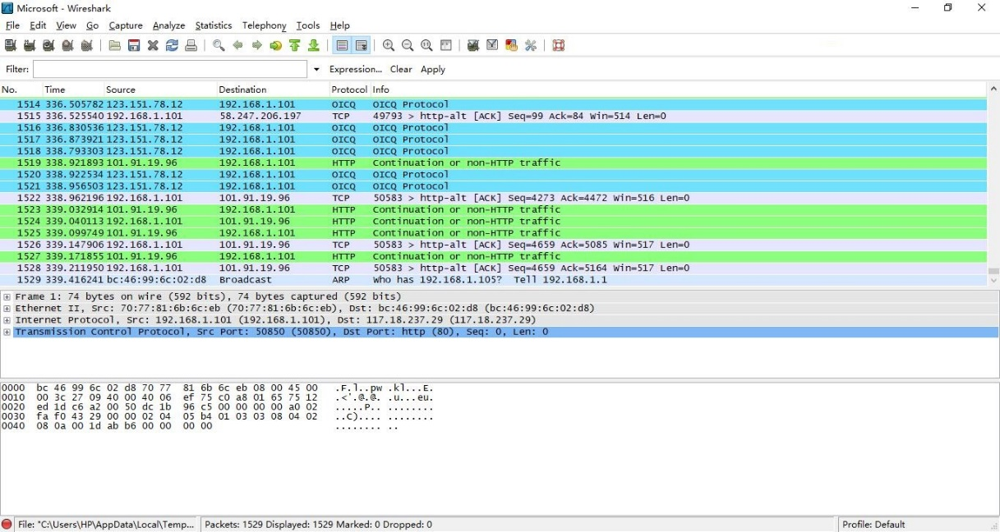 Microsoft - Wireshark
File Edit View Go Capture Analyze Statistics Telephony Tools Help
Filter: Expression... Clear Apply
No. Time Source Destination Protocol Info
1514 336.505782 123.151.78.12 192.168.1.101 OICQ OICQ Protocol
1515 336.525540 192.168.1.101 58.247.206.197 TCP 49793 > http-alt [ACK] Seq=99 Ack=84 Win=514 Len=0
1516 336.830536 123.151.78.12 192.168.1.101 OICQ OICQ Protocol
1517 336.873921 123.151.78.12 192.168.1.101 OICQ OICQ Protocol
1518 338.793303 123.151.78.12 192.168.1.101 OICQ OICQ Protocol
1519 338.921893 101.91.19.96 192.168.1.101 HTTP Continuation or non-HTTP traffic
1520 338.922534 123.151.78.12 192.168.1.101 OICQ OICQ Protocol
1521 338.956503 123.151.78.12 192.168.1.101 OICQ OICQ Protocol
1522 338.962196 192.168.1.101 101.91.19.96 TCP 50583 > http-alt [ACK] Seq=4273 Ack=4472 Win=516 Len=0
1523 339.032914 101.91.19.96 192.168.1.101 HTTP Continuation or non-HTTP traffic
1524 339.040113 192.168.1.101 101.91.19.96 HTTP Continuation or non-HTTP traffic
1525 339.099749 101.91.19.96 192.168.1.101 HTTP Continuation or non-HTTP traffic
1526 339.147906 192.168.1.101 101.91.19.96 TCP 50583 > http-alt [ACK] Seq=4659 Ack=5085 Win=517 Len=0
1527 339.171855 101.91.19.96 192.168.1.101 HTTP Continuation or non-HTTP traffic
1528 339.211950 192.168.1.101 101.91.19.96 TCP 50583 > http-alt [ACK] Seq=4659 Ack=5164 Win=517 Len=0
1529 339.416241 bc:46:99:6c:02:d8 Broadcast ARP Who has 192.168.1.105? Tell 192.168.1.1
Frame 1: 74 bytes on wire (592 bits), 74 bytes captured (592 bits)
Ethernet II, Src: 70:77:81:6b:6c:eb (70:77:81:6b:6c:eb), Dst: bc:46:99:6c:02:d8 (bc:46:99:6c:02:d8)
Internet Protocol, Src: 192.168.1.101 (192.168.1.101), Dst: 117.18.237.29 (117.18.237.29)
Transmission Control Protocol, Src Port: 50850 (50850), Dst Port: http (80), Seq: 0, Len: 0
0000 bc 46 99 6c 02 d8 70 77 81 6b 6c eb 08 00 45 00 .F.l..pw .kl...E.
0010 00 3c 27 09 40 00 40 06 ef 75 c0 a8 01 65 75 12 .<'.@.@. .u...eu.
0020 ed 1d c6 a2 00 50 dc 1b 96 c5 00 00 00 00 a0 02 .....P.. ........
0030 fa f0 43 29 00 00 02 04 05 b4 01 03 03 08 04 02 ..C).... ........
0040 08 0a 00 1d ab b6 00 00 00 00 ........ ..
File: "C:\Users\HP\AppData\Local\Temp... Packets: 1529 Displayed: 1529 Marked: 0 Dropped: 0 Profile: Default